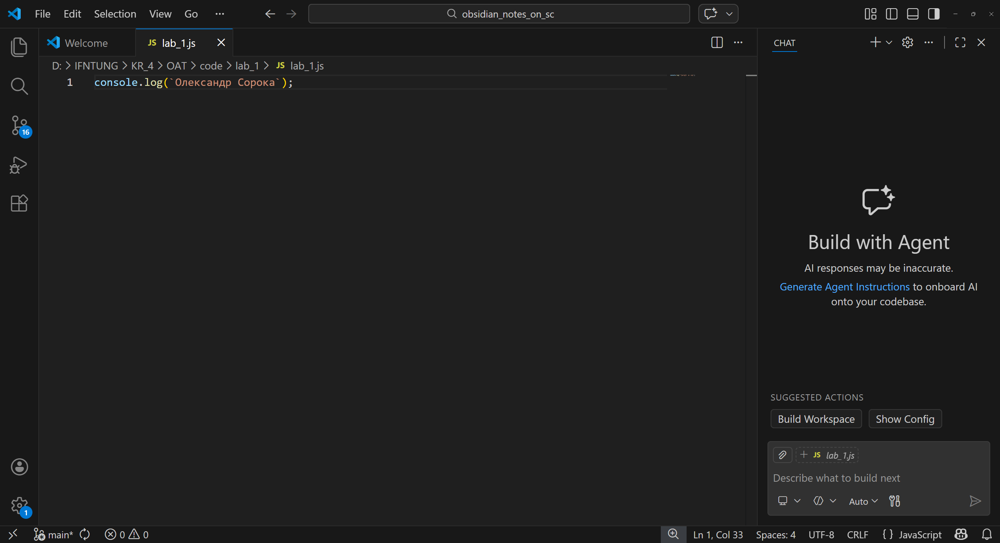 File Edit Selection View Go ··· obsidian_notes_on_sc
Welcome JS lab_1.js
D: > IFNTUNG > KR_4 > OAT > code > lab_1 > JS lab_1.js
1 console.log(`Олександр Сорока`);
16
1
CHAT
Build with Agent
AI responses may be inaccurate.
Generate Agent Instructions to onboard AI
onto your codebase.
SUGGESTED ACTIONS
Build Workspace Show Config
JS lab_1.js
Describe what to build next
Auto
main* 0 0 Ln 1, Col 33 Spaces: 4 UTF-8 CRLF {} JavaScript